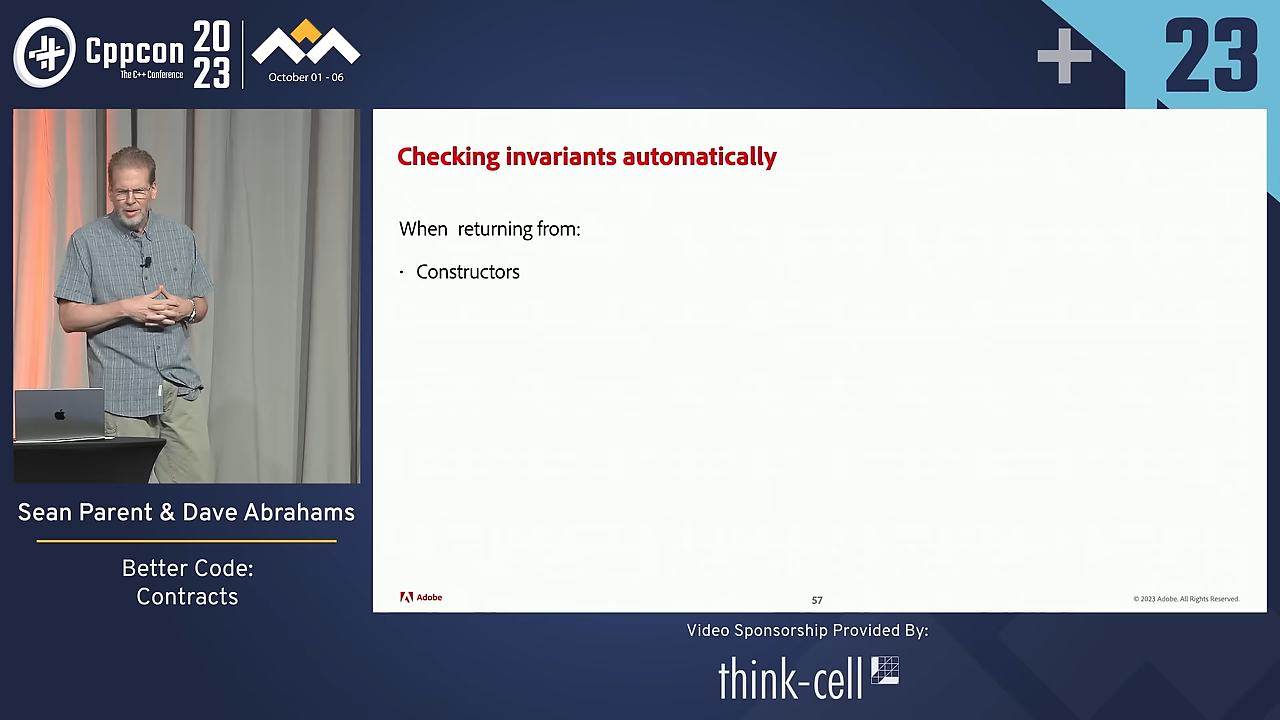 Cppcon
The C++ Conference
20
23
October 01 - 06
23
Checking invariants automatically
When returning from:
· Constructors
Adobe
57
© 2023 Adobe. All Rights Reserved.
Sean Parent & Dave Abrahams
Better Code:
Contracts
Video Sponsorship Provided By:
think-cell